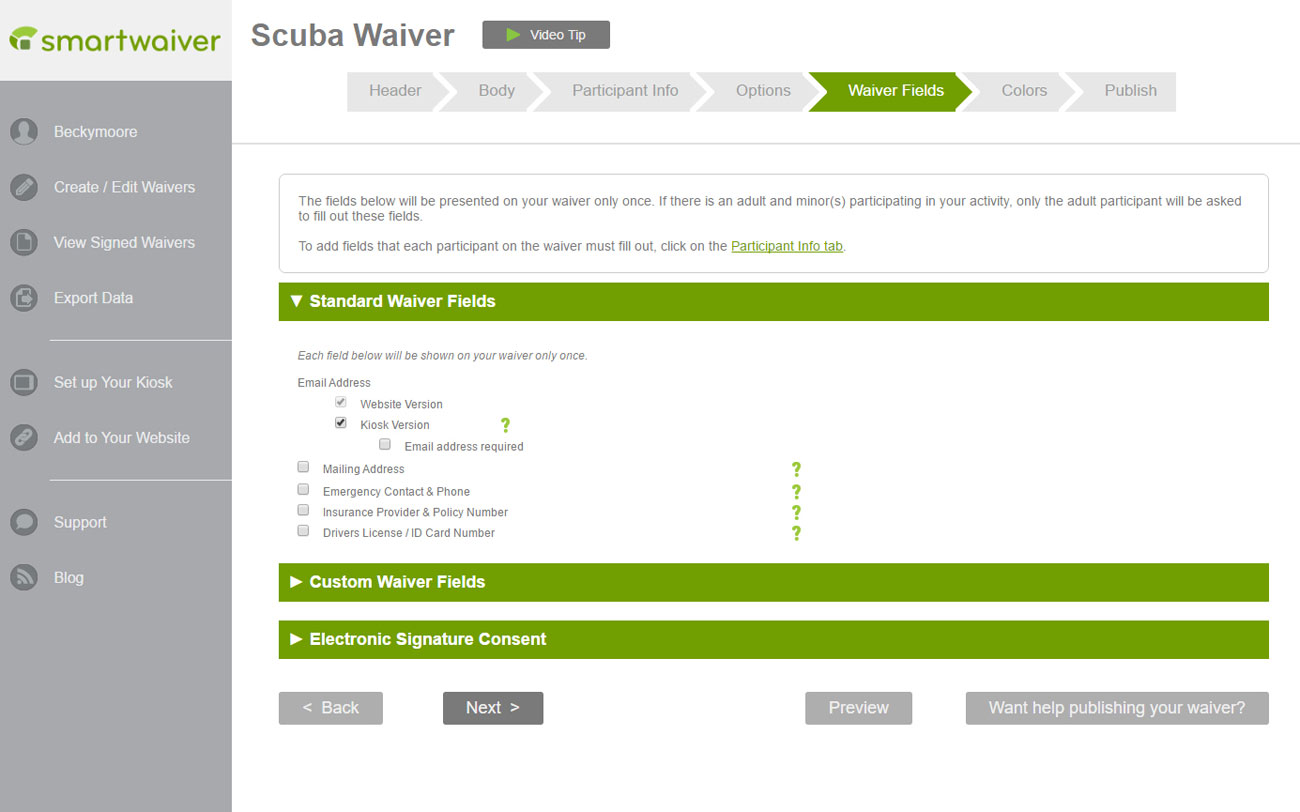 smartwaiver
Scuba Waiver
Video Tip
Header
Body
Participant Info
Options
Waiver Fields
Colors
Publish
Beckymoore
Create / Edit Waivers
View Signed Waivers
Export Data
Set up Your Kiosk
Add to Your Website
Support
Blog
The fields below will be presented on your waiver only once. If there is an adult and minor(s) participating in your activity, only the adult participant will be asked
to fill out these fields.
To add fields that each participant on the waiver must fill out, click on the Participant Info tab.
▼ Standard Waiver Fields
Each field below will be shown on your waiver only once.
Email Address
Website Version
Kiosk Version ?
Email address required
Mailing Address ?
Emergency Contact & Phone ?
Insurance Provider & Policy Number ?
Drivers License / ID Card Number ?
► Custom Waiver Fields
► Electronic Signature Consent
< Back
Next >
Preview
Want help publishing your waiver?